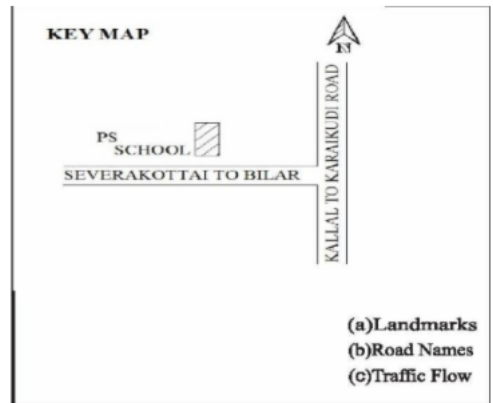 KEY MAP
N
PS
SCHOOL
SEVERAKOTTAI TO BILAR
KALLAL TO KARAIKUDI ROAD
(a)Landmarks
(b)Road Names
(c)Traffic Flow